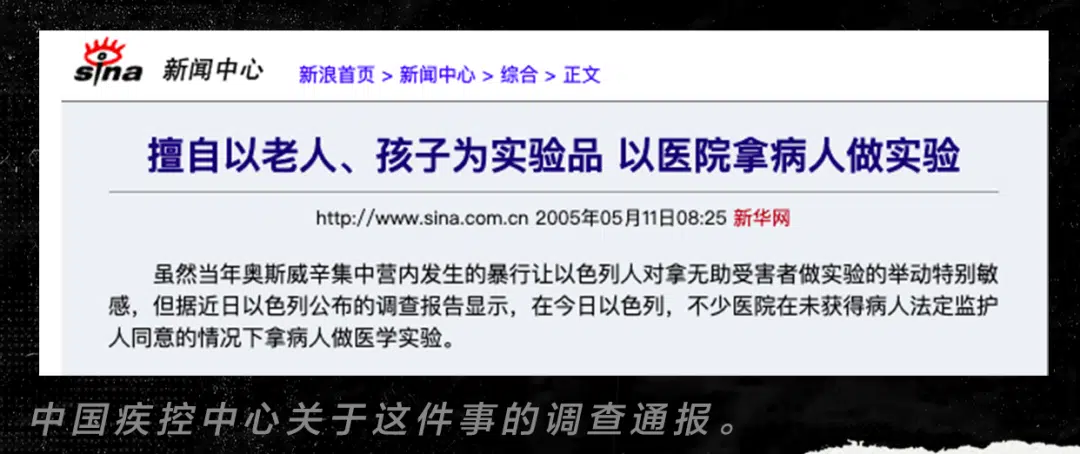 sina 新闻中心 新浪首页 > 新闻中心 > 综合 > 正文
擅自以老人、孩子为实验品 以医院拿病人做实验
http://www.sina.com.cn 2005年05月11日08:25 新华网
虽然当年奥斯威辛集中营内发生的暴行让以色列人对拿无助受害者做实验的举动特别敏
感，但据近日以色列公布的调查报告显示，在今日以色列，不少医院在未获得病人法定监护
人同意的情况下拿病人做医学实验。
中国疾控中心关于这件事的调查通报。